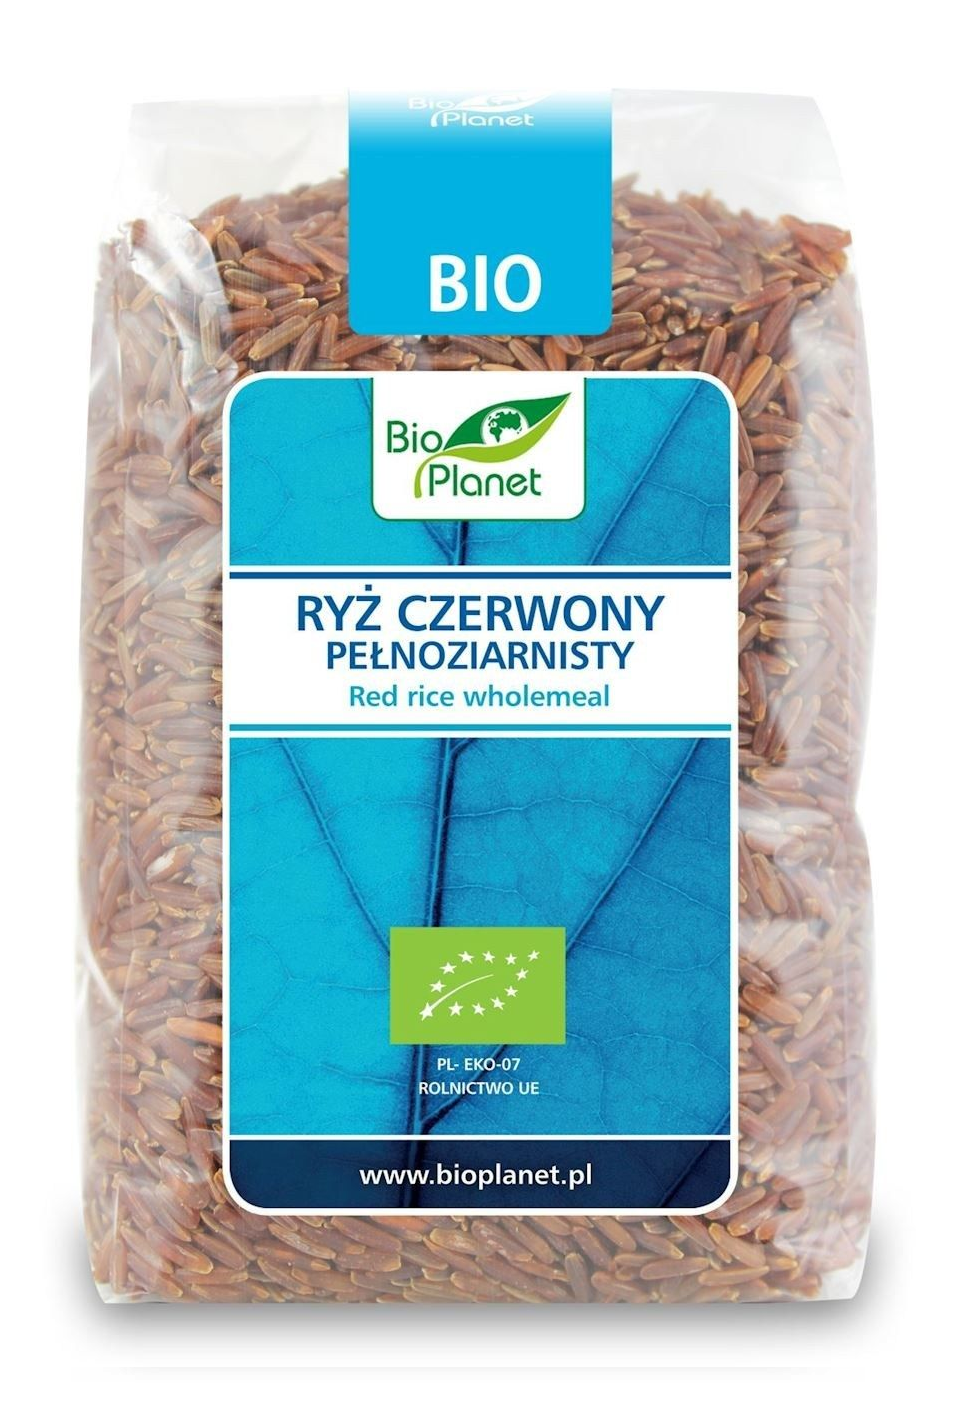 Bio
Planet
BIO
Bio
Planet
RYŻ CZERWONY
PEŁNOZIARNISTY
Red rice wholemeal
PL- EKO-07
ROLNICTWO UE
www.bioplanet.pl